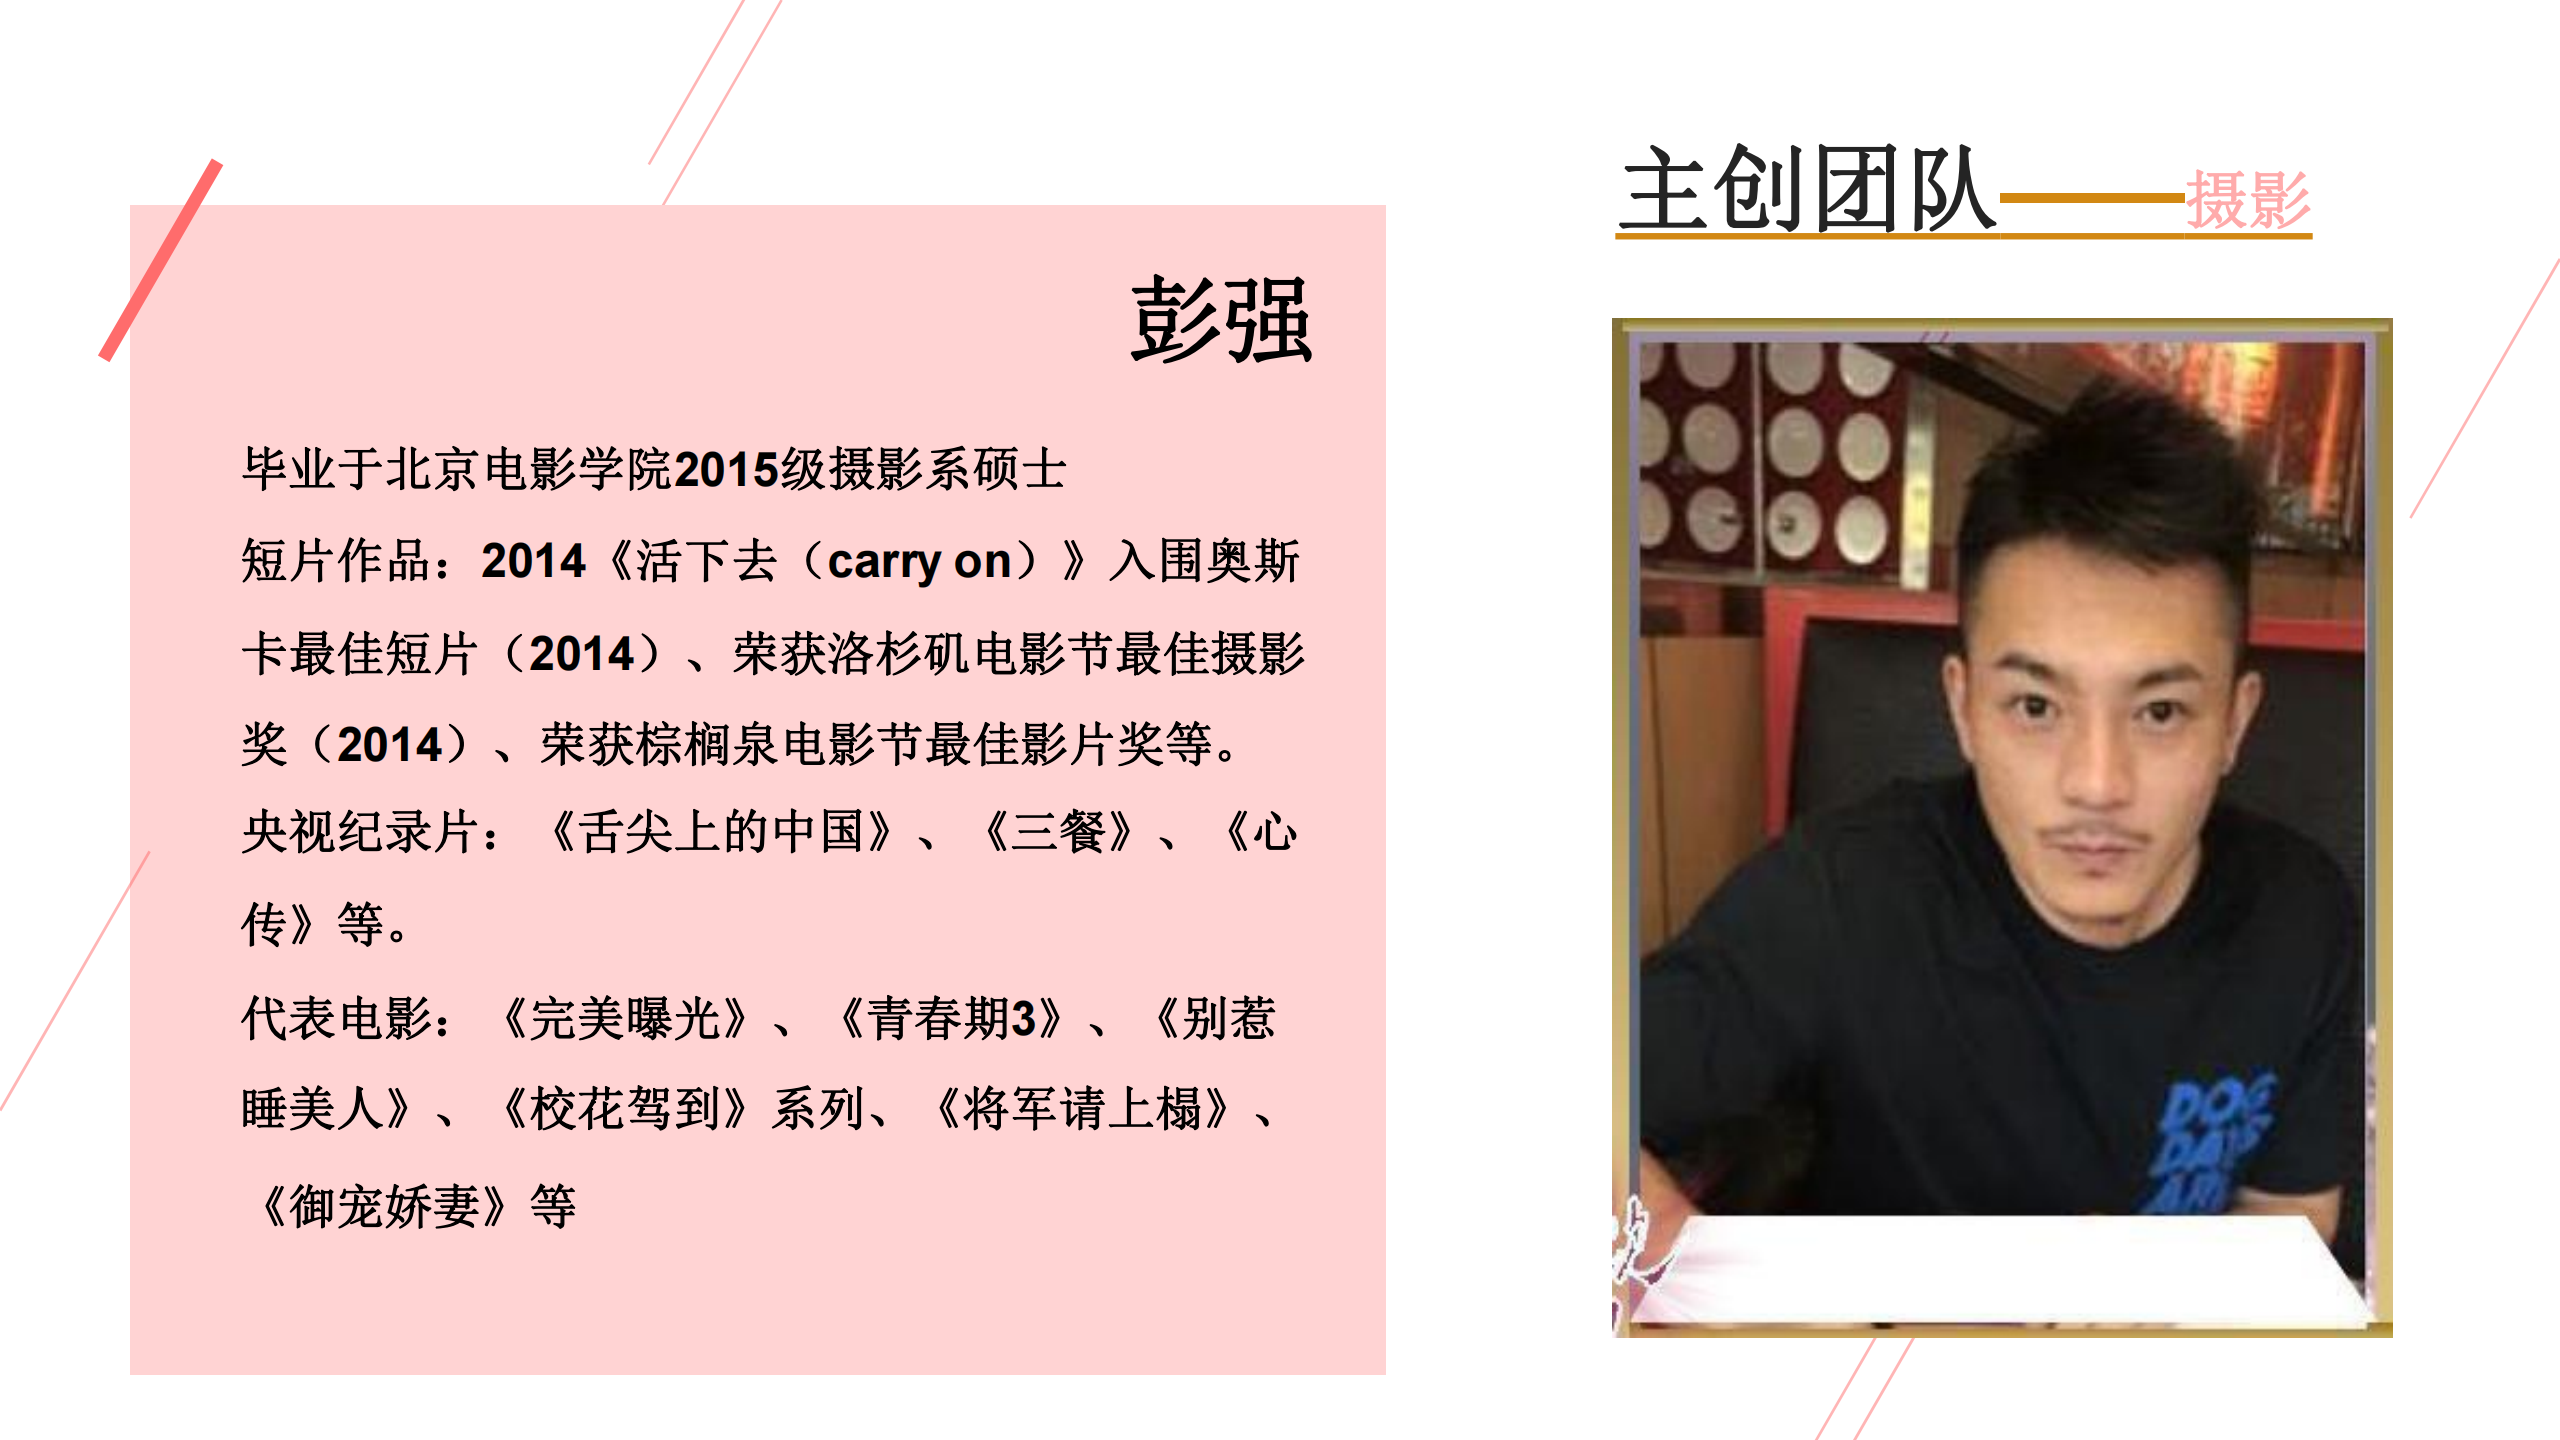 主创团队——摄影
彭强
毕业于北京电影学院2015级摄影系硕士
短片作品：2014《活下去（carry on）》入围奥斯
卡最佳短片（2014）、荣获洛杉矶电影节最佳摄影
奖（2014）、荣获棕榈泉电影节最佳影片奖等。
央视纪录片：《舌尖上的中国》、《三餐》、《心
传》等。
代表电影：《完美曝光》、《青春期3》、《别惹
睡美人》、《校花驾到》系列、《将军请上榻》、
《御宠娇妻》等
DOG
DAYS